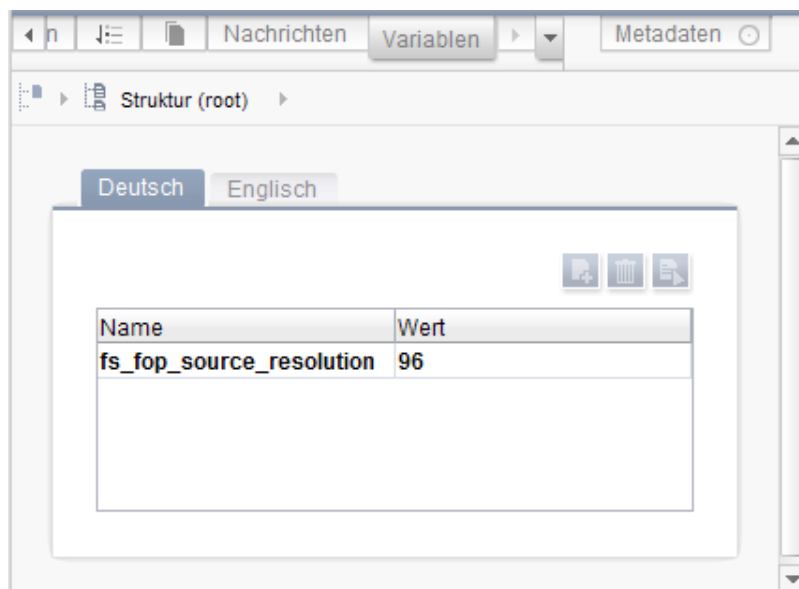 n Nachrichten Variablen Metadaten
Struktur (root)
Deutsch Englisch
Name Wert
fs_fop_source_resolution 96